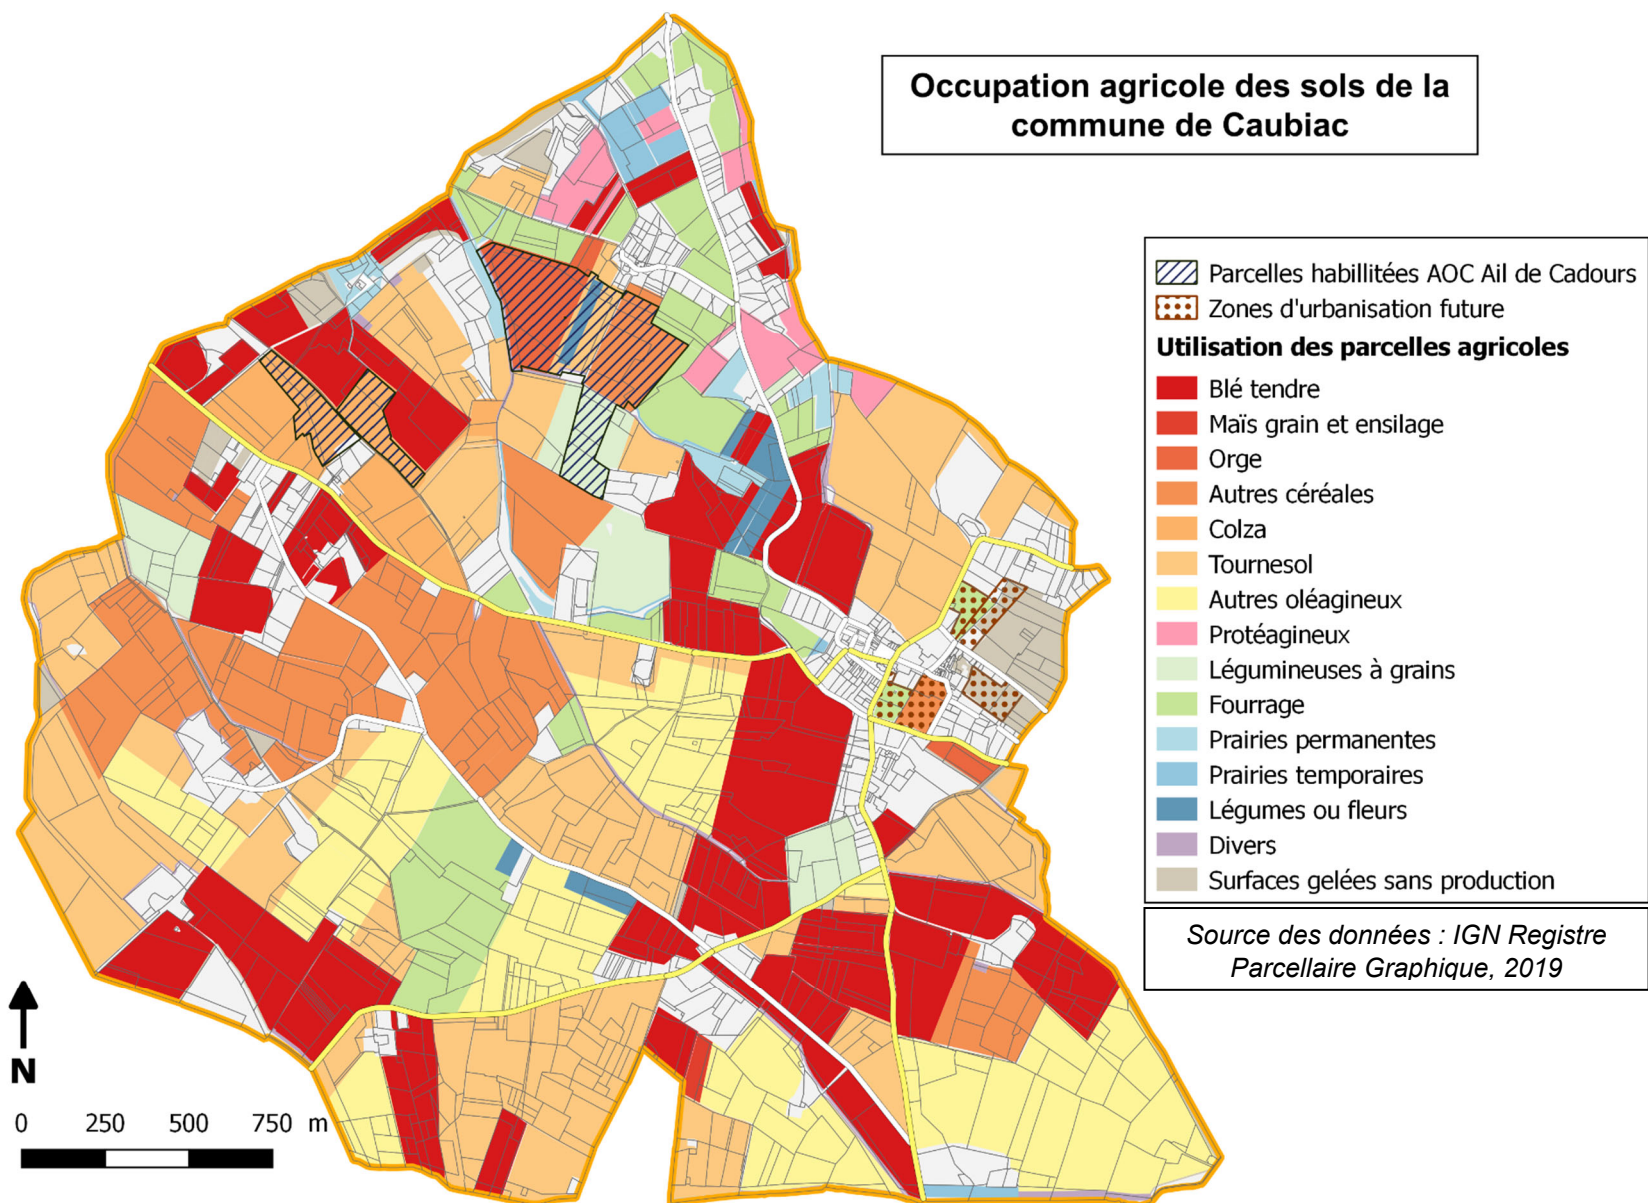 Occupation agricole des sols de la
commune de Caubiac
Parcelles habillitées AOC Ail de Cadours
Zones d'urbanisation future
Utilisation des parcelles agricoles
Blé tendre
Maïs grain et ensilage
Orge
Autres céréales
Colza
Tournesol
Autres oléagineux
Protéagineux
Légumineuses à grains
Fourrage
Prairies permanentes
Prairies temporaires
Légumes ou fleurs
Divers
Surfaces gelées sans production
Source des données : IGN Registre
Parcellaire Graphique, 2019
N
0 250 500 750 m